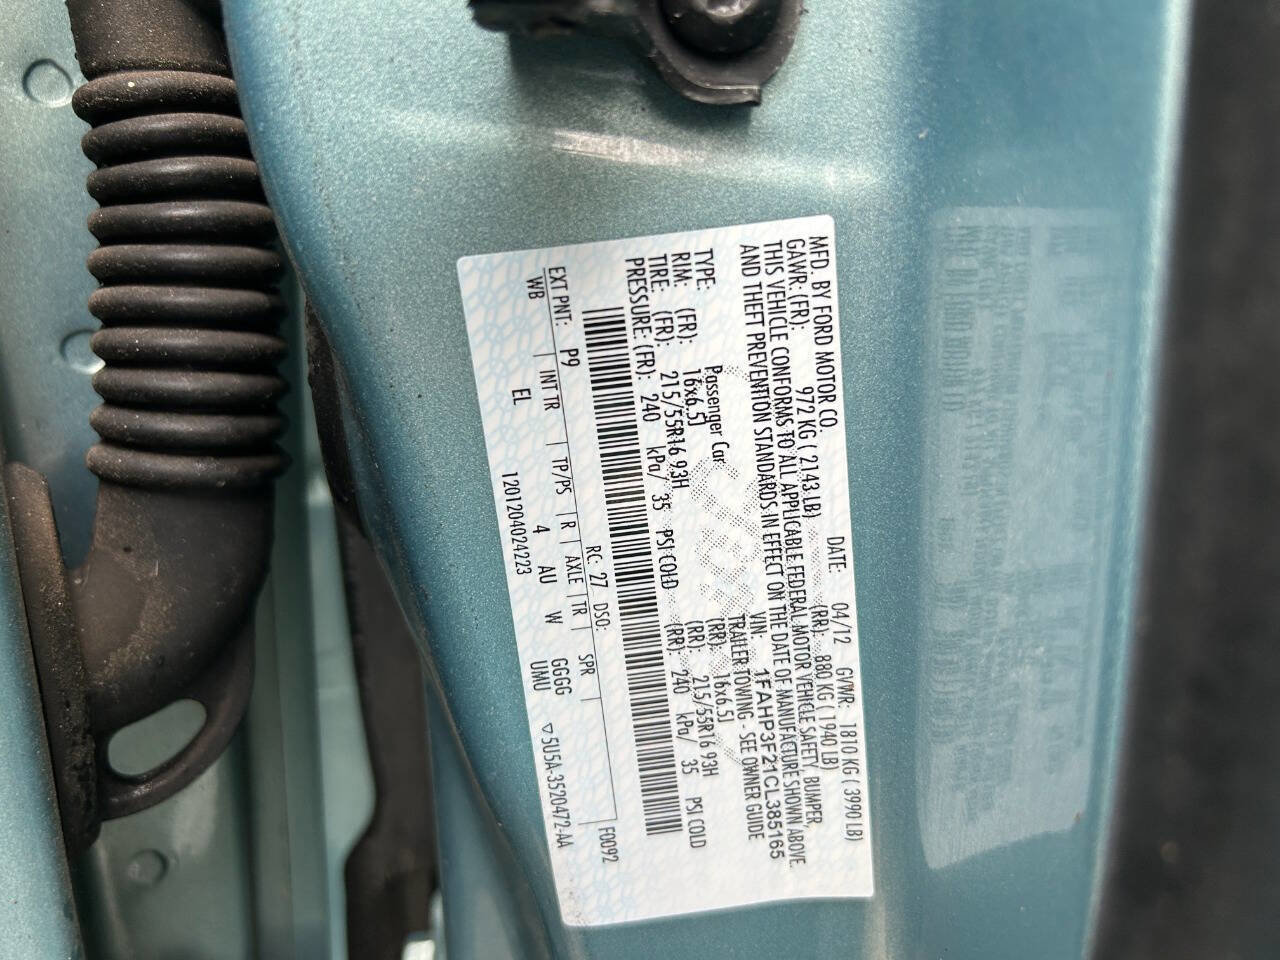 MFD. BY FORD MOTOR CO.
DATE: 04/12 GVWR: 1810 KG ( 3990 LB)
GAWR: (FR): 972 KG ( 2143 LB) (RR): 880 KG ( 1940 LB)
THIS VEHICLE CONFORMS TO ALL APPLICABLE FEDERAL MOTOR VEHICLE SAFETY, BUMPER,
AND THEFT PREVENTION STANDARDS IN EFFECT ON THE DATE OF MANUFACTURE SHOWN ABOVE.
VIN: 1FAHP3F21CL385165
TYPE: Passenger Car TRAILER TOWING - SEE OWNER GUIDE
RIM: (FR): 16x6.5J (RR): 16x6.5J
TIRE: (FR): 215/55R16 93H (RR): 215/55R16 93H
PRESSURE: (FR): 240 kPa/ 35 PSI COLD (RR): 240 kPa/ 35 PSI COLD
RC: 27 DSO: F0092
EXT PNT: P9
WB | INT TR | TP/PS | R | AXLE | TR | SPR |
EL 4 AU W GGGG
1201204024223 UMU ▽5U5A-3520472-AA